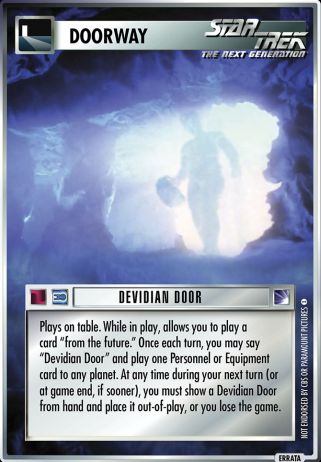 DOORWAY
STAR TREK
THE NEXT GENERATION
DEVIDIAN DOOR
Plays on table. While in play, allows you to play a
card “from the future.” Once each turn, you may say
“Devidian Door” and play one Personnel or Equipment
card to any planet. At any time during your next turn (or
at game end, if sooner), you must show a Devidian Door
from hand and place it out-of-play, or you lose the game.
NOT ENDORSED BY CBS OR PARAMOUNT PICTURES
ERRATA